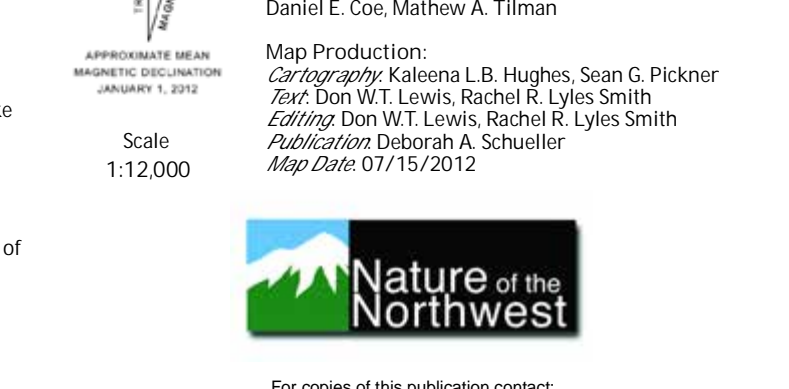 Daniel E. Coe, Mathew A. Tilman
APPROXIMATE MEAN
MAGNETIC DECLINATION
JANUARY 1, 2012
Scale
1:12,000
of
Map Production:
Cartography: Kaleena L.B. Hughes, Sean G. Pickner
Text: Don W.T. Lewis, Rachel R. Lyles Smith
Editing: Don W.T. Lewis, Rachel R. Lyles Smith
Publication: Deborah A. Schueller
Map Date: 07/15/2012
Nature of the
Northwest
For copies of this publication contact: